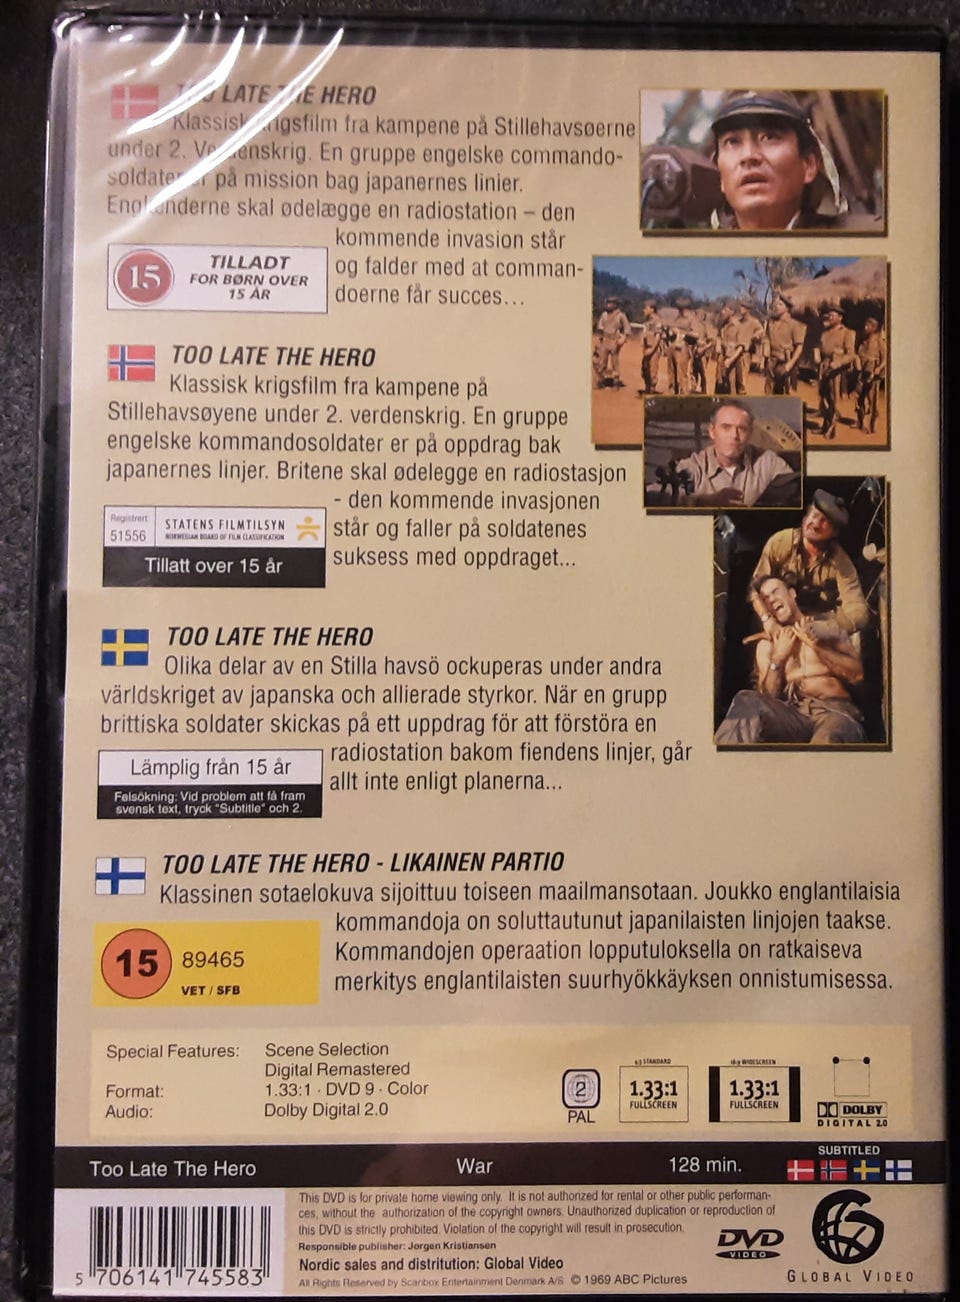 TOO LATE THE HERO
Klassisk krigsfilm fra kampene på Stillehavsøerne
under 2. Verdenskrig. En gruppe engelske commando-
soldater er på mission bag japanernes linier.
Englænderne skal ødelægge en radiostation – den
kommende invasion står
og falder med at comman-
doerne får succes...
15
TILLADT
FOR BØRN OVER
15 ÅR
TOO LATE THE HERO
Klassisk krigsfilm fra kampene på
Stillehavsøyene under 2. verdenskrig. En gruppe
engelske kommandosoldater er på oppdrag bak
japanernes linjer. Britene skal ødelegge en radiostasjon
- den kommende invasjonen
står og faller på soldatenes
suksess med oppdraget...
Registrert
51556
STATENS FILMTILSYN
NORWEGIAN BOARD OF FILM CLASSIFICATION
Tillatt over 15 år
TOO LATE THE HERO
Olika delar av en Stilla havsö ockuperas under andra
världskriget av japanska och allierade styrkor. När en grupp
brittiska soldater skickas på ett uppdrag för att förstöra en
radiostation bakom fiendens linjer, går
allt inte enligt planerna...
Lämplig från 15 år
Felsökning: Vid problem att få fram
svensk text, tryck "Subtitle" och 2.
TOO LATE THE HERO - LIKAINEN PARTIO
Klassinen sotaelokuva sijoittuu toiseen maailmansotaan. Joukko englantilaisia
kommandoja on soluttautunut japanilaisten linjojen taakse.
Kommandojen operaation lopputuloksella on ratkaiseva
merkitys englantilaisten suurhyökkäyksen onnistumisessa.
15
89465
VET / SFB
Special Features: Scene Selection
Digital Remastered
Format: 1.33:1 · DVD 9 · Color
Audio: Dolby Digital 2.0
2
PAL
4:3 STANDARD
1.33:1
FULLSCREEN
16:9 WIDESCREEN
1.33:1
FULLSCREEN
DOLBY
DIGITAL 2.0
Too Late The Hero War 128 min.
SUBTITLED
This DVD is for private home viewing only. It is not authorized for rental or other public performan-
ces, without the authorization of the copyright owners. Unauthorized duplication or reproduction of
this DVD is strictly prohibited. Violation of the copyright will result in prosecution.
Responsible publisher: Jørgen Kristiansen
Nordic sales and distribution: Global Video
All Rights Reserved by Scanbox Entertainment Denmark A/S © 1969 ABC Pictures
5 706141 745583
DVD
VIDEO
GLOBAL VIDEO